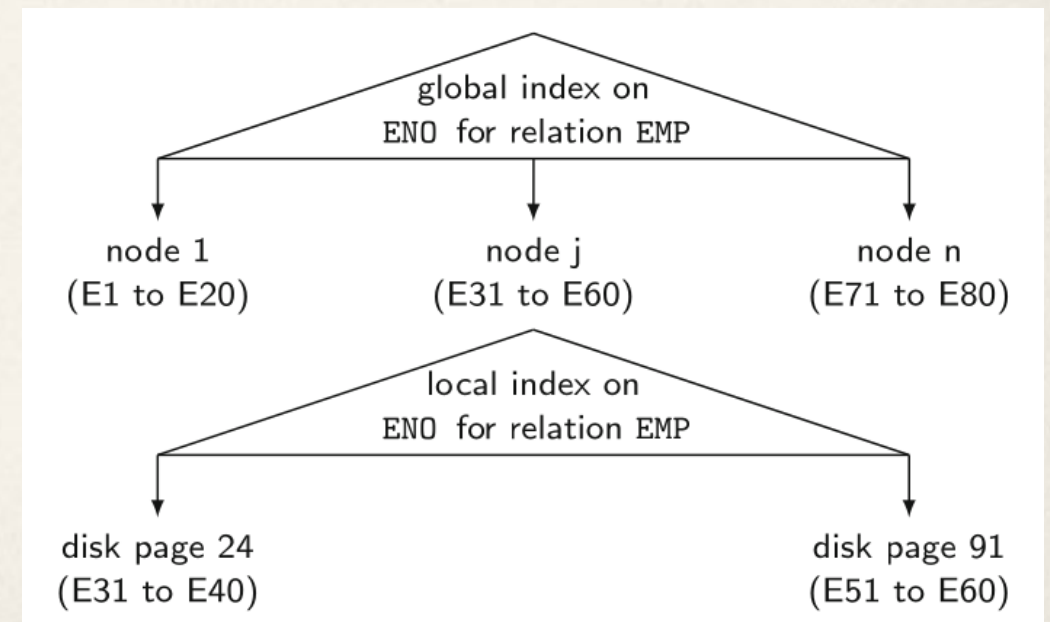 global index on
ENO for relation EMP
node 1
node j
node n
(E1 to E20)
(E31 to E60)
(E71 to E80)
local index on
ENO for relation EMP
disk page 24
disk page 91
(E31 to E40)
(E51 to E60)